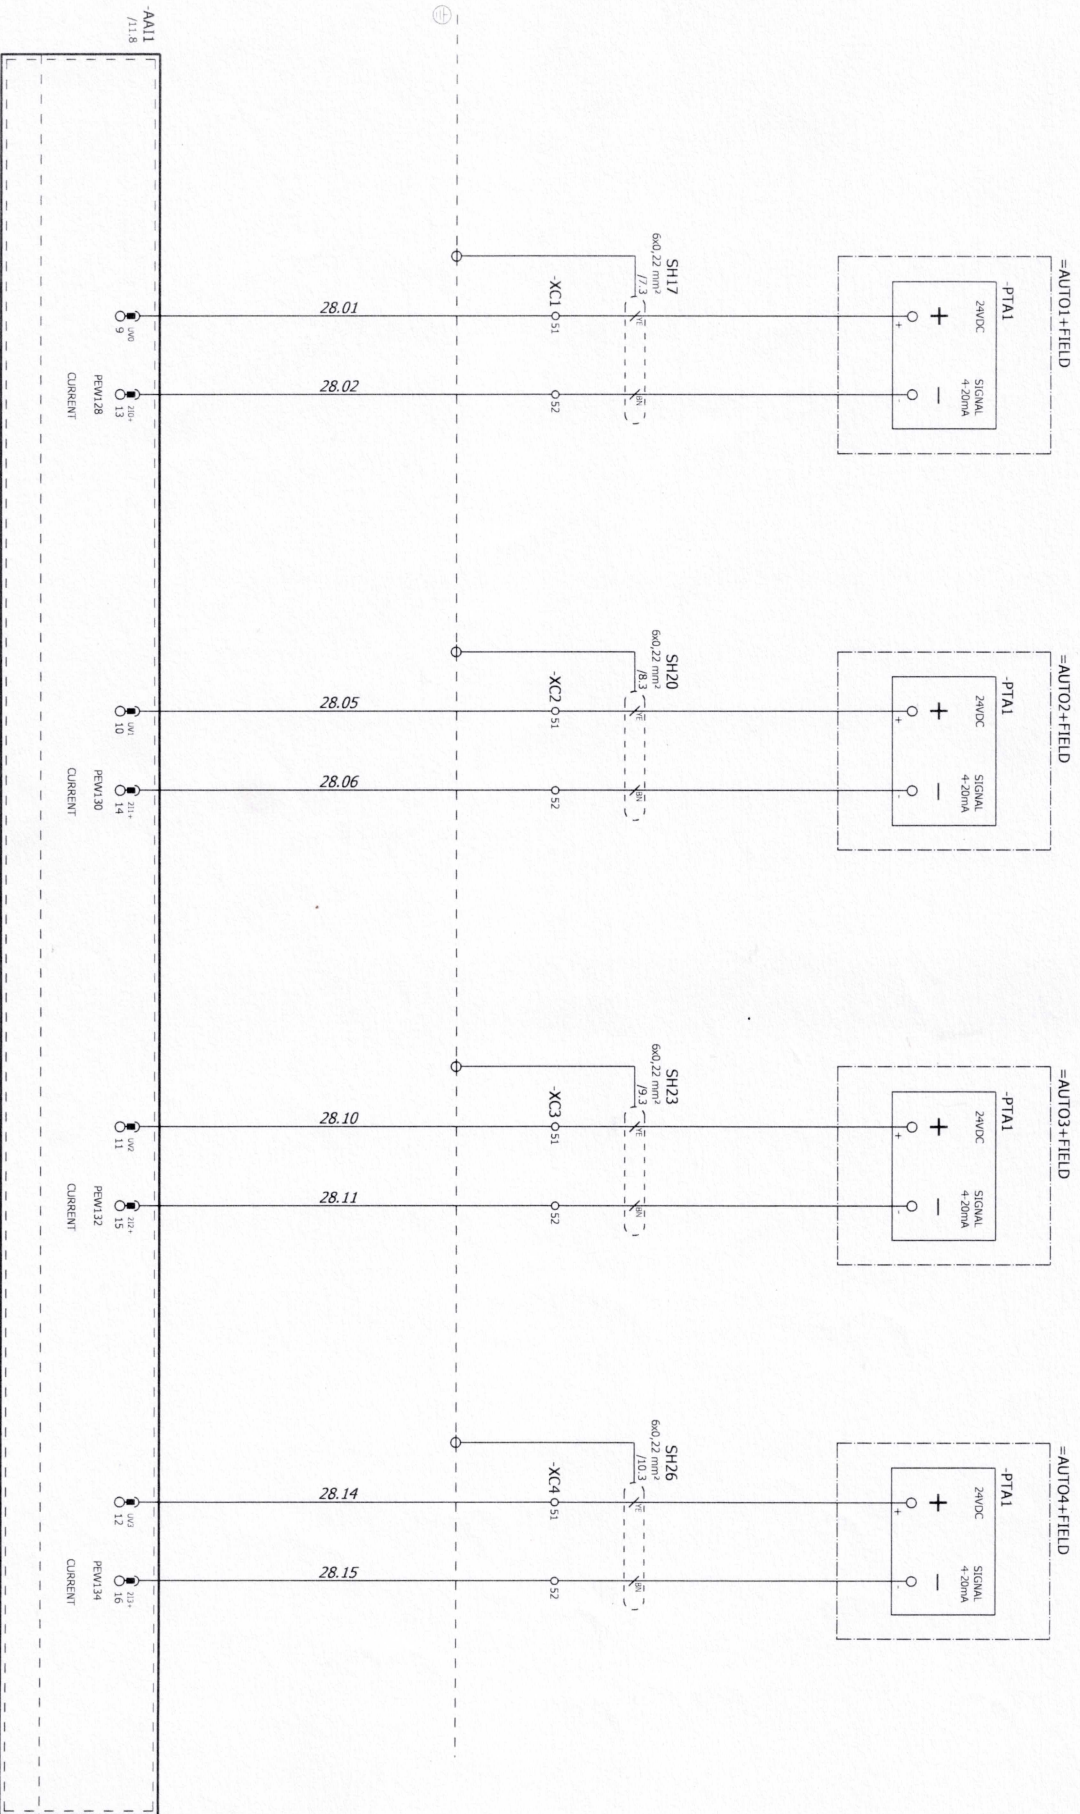 =AUTO1+FIELD
-PTA1
24VDC
SIGNAL
4-20mA
+
-
+
-
SH17
6x0,22 mm²
/7.3
YE
BN
-XC1
51
52
28.01
28.02
UV0
9
2I0+
13
PEW128
CURRENT
=AUTO2+FIELD
-PTA1
24VDC
SIGNAL
4-20mA
+
-
+
-
SH20
6x0,22 mm²
/8.3
YE
BN
-XC2
51
52
28.05
28.06
UV1
10
2I1+
14
PEW130
CURRENT
=AUTO3+FIELD
-PTA1
24VDC
SIGNAL
4-20mA
+
-
+
-
SH23
6x0,22 mm²
/9.3
YE
BN
-XC3
51
52
28.10
28.11
UV2
11
2I2+
15
PEW132
CURRENT
=AUTO4+FIELD
-PTA1
24VDC
SIGNAL
4-20mA
+
-
+
-
SH26
6x0,22 mm²
/10.3
YE
BN
-XC4
51
52
28.14
28.15
UV3
12
2I3+
16
PEW134
CURRENT
-AAI1
/11.8